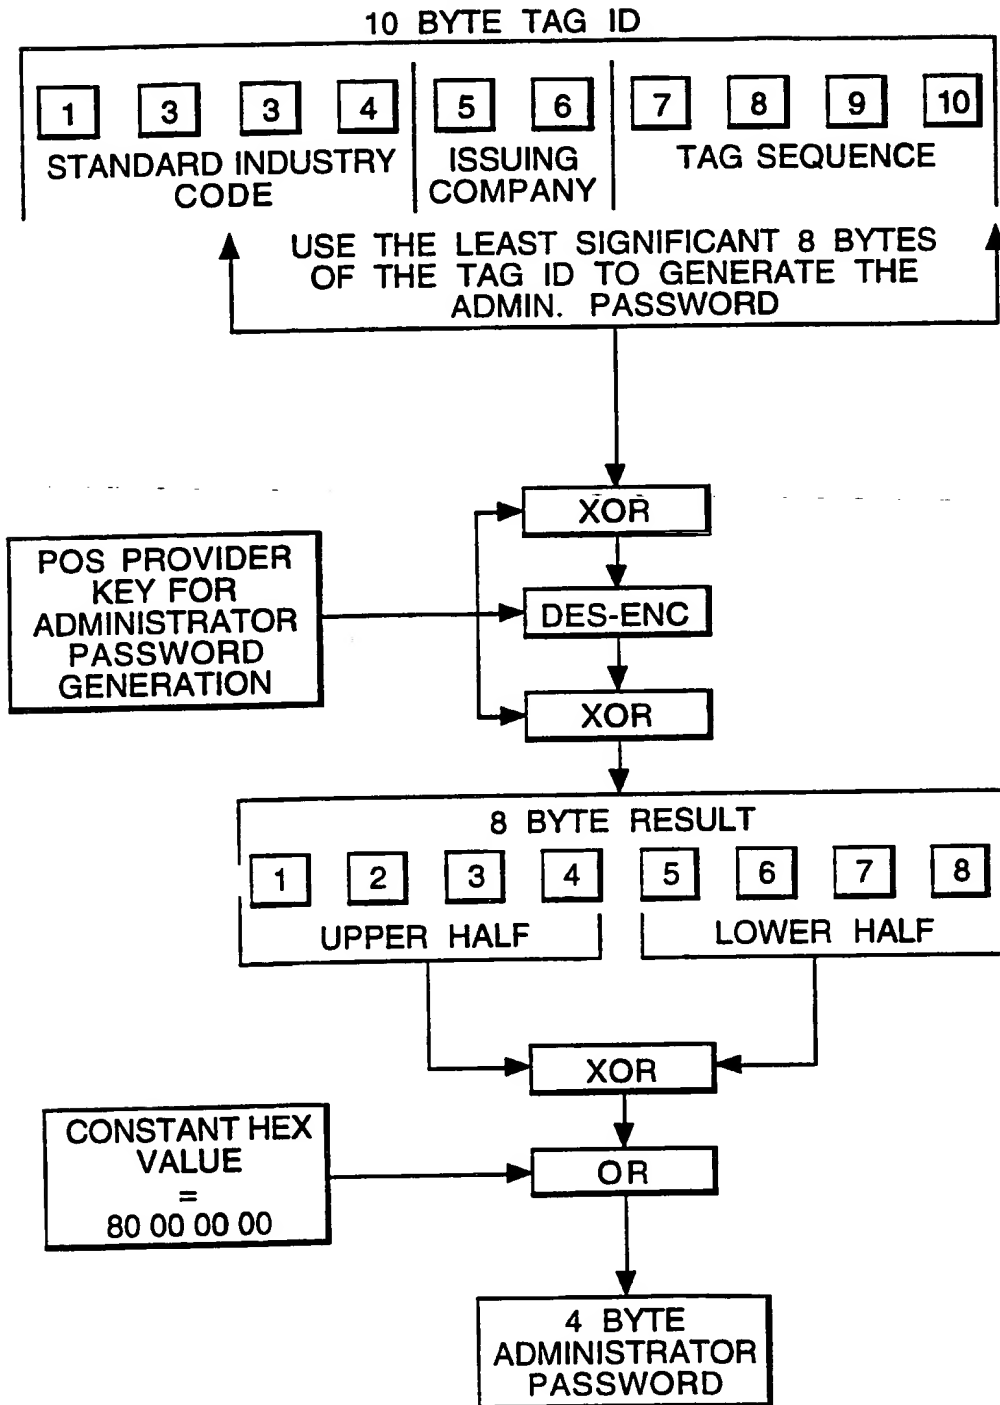 10 BYTE TAG ID
1 3 3 4 5 6 7 8 9 10
STANDARD INDUSTRY
CODE
ISSUING
COMPANY
TAG SEQUENCE
USE THE LEAST SIGNIFICANT 8 BYTES
OF THE TAG ID TO GENERATE THE
ADMIN. PASSWORD
XOR
POS PROVIDER
KEY FOR
ADMINISTRATOR
PASSWORD
GENERATION
DES-ENC
XOR
8 BYTE RESULT
1 2 3 4 5 6 7 8
UPPER HALF
LOWER HALF
XOR
CONSTANT HEX
VALUE
=
80 00 00 00
OR
4 BYTE
ADMINISTRATOR
PASSWORD